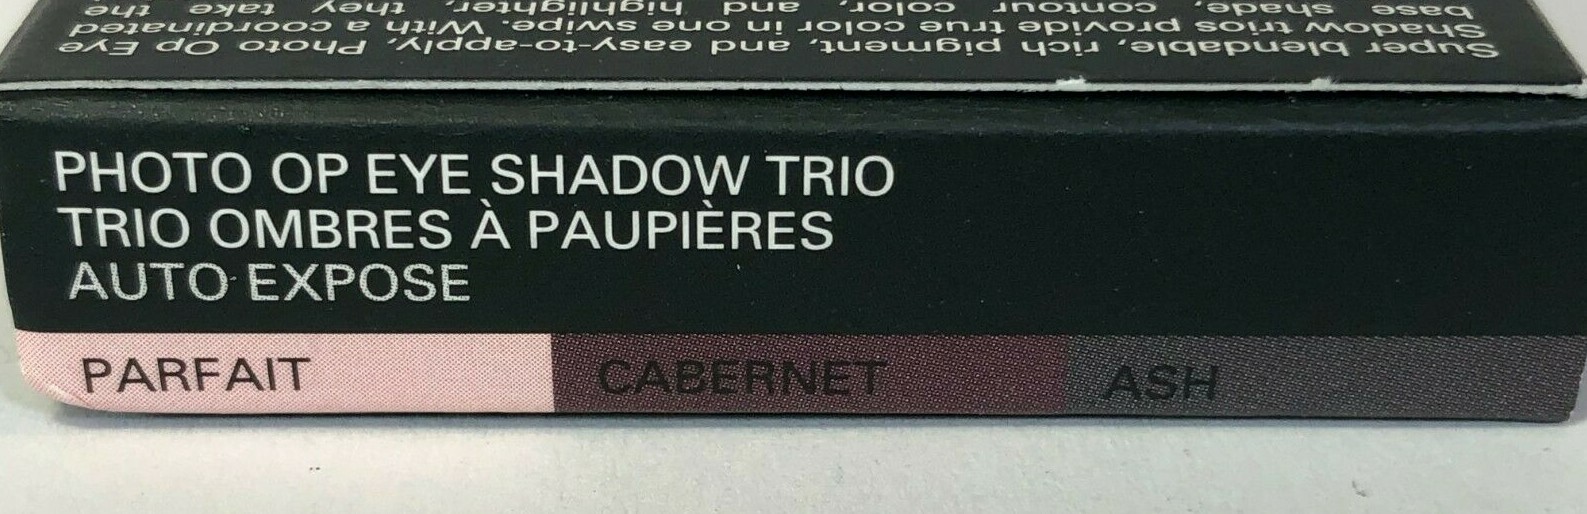 Super blendable, rich, pigment, and easy-to-apply, Photo Op Eye
Shadow trios provide true color in one swipe. With a coordinated
base shade, contour color, and highlighter, they take the
PHOTO OP EYE SHADOW TRIO
TRIO OMBRES À PAUPIÈRES
AUTO EXPOSE
PARFAIT CABERNET ASH